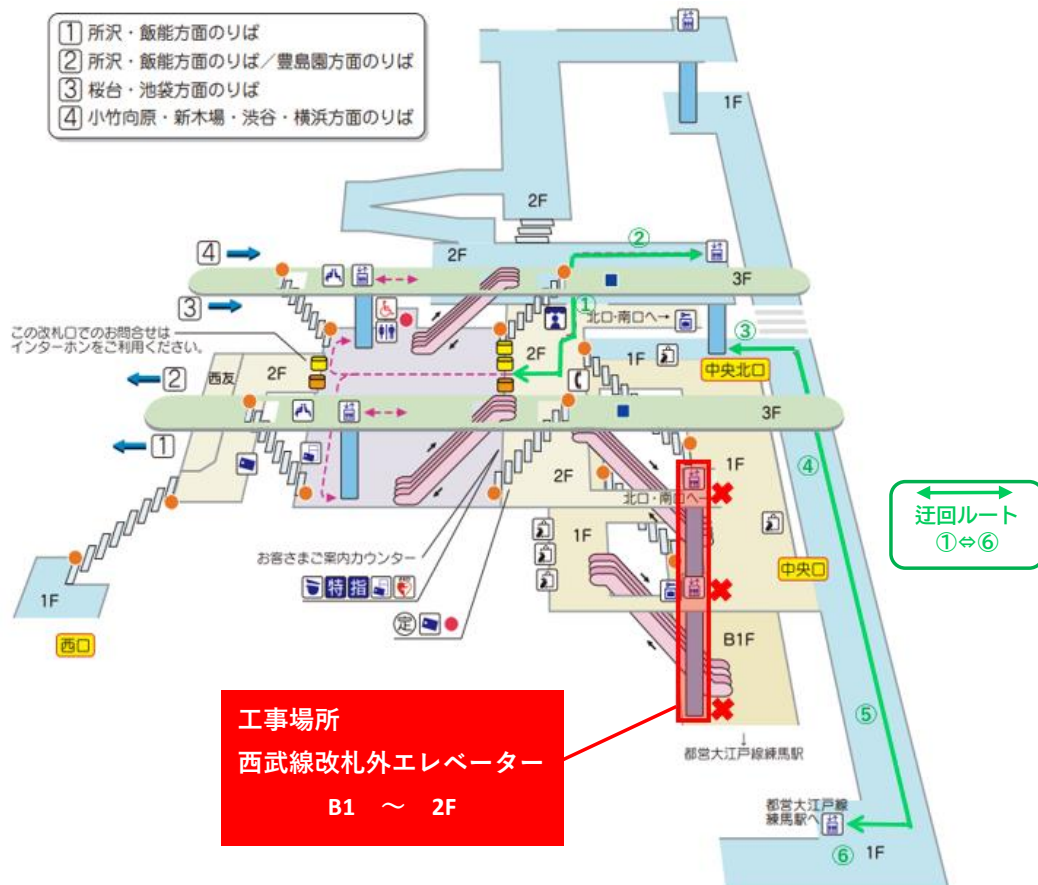 1 所沢・飯能方面のりば
2 所沢・飯能方面のりば／豊島園方面のりば
3 桜台・池袋方面のりば
4 小竹向原・新木場・渋谷・横浜方面のりば
1F
2F
②
4
2F
3F
3
①
北口・南口へ→
③
この改札口でのお問合せは
インターホンをご利用ください。
2F
1F
中央北口
西友
2F
2
3F
1
1F
④
2F
北口・南口へ→
迂回ルート
①⇔⑥
お客さまご案内カウンター
1F
中央口
特 指
1F
定
西口
B1F
工事場所
西武線改札外エレベーター
B1 ～ 2F
⑤
↓
都営大江戸線練馬駅
都営大江戸線
練馬駅へ
⑥
1F